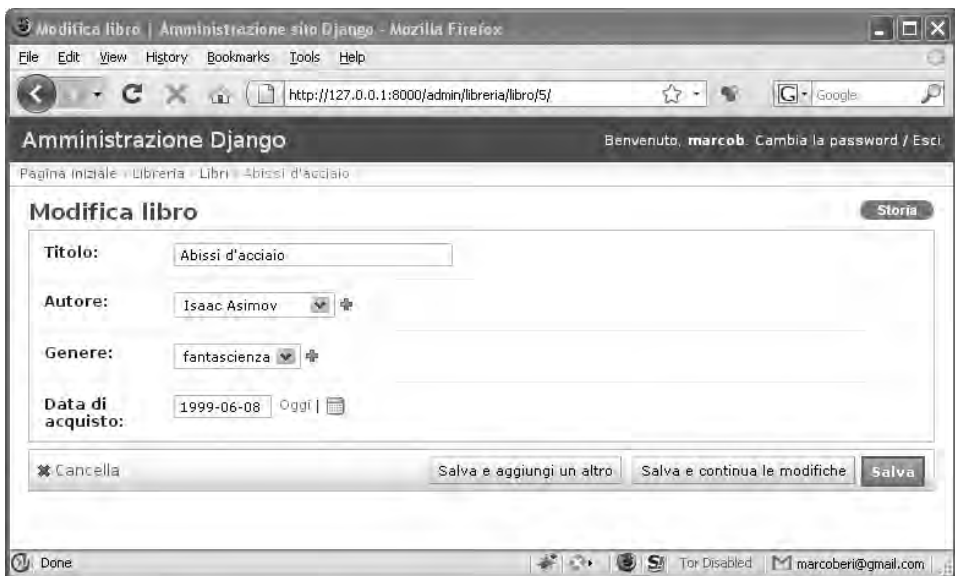 Modifica libro | Amministrazione sito Django - Mozilla Firefox
File Edit View History Bookmarks Tools Help
http://127.0.0.1:8000/admin/libreria/libro/5/ G Google
Amministrazione Django Benvenuto, marcob. Cambia la password / Esci
Pagina iniziale › Libreria › Libri › Abissi d'acciaio
Modifica libro Storia
Titolo: Abissi d'acciaio
Autore: Isaac Asimov
Genere: fantascienza
Data di acquisto: 1999-06-08 Oggi |
Cancella Salva e aggiungi un altro Salva e continua le modifiche Salva
Done S Tor Disabled marcoberi@gmail.com